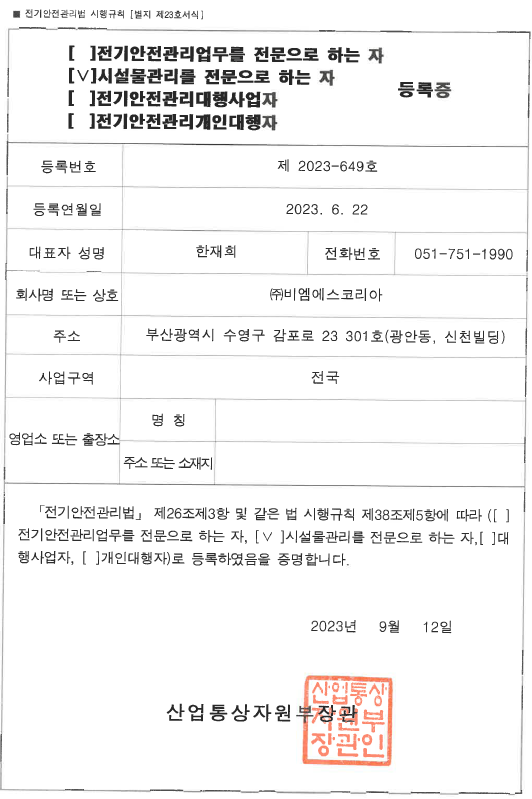 ■ 전기안전관리법 시행규칙 [별지 제23호서식]
[ ]전기안전관리업무를 전문으로 하는 자
[∨]시설물관리를 전문으로 하는 자
[ ]전기안전관리대행사업자
[ ]전기안전관리개인대행자
등록증
등록번호 제 2023-649호
등록연월일 2023. 6. 22
대표자 성명 한재희 전화번호 051-751-1990
회사명 또는 상호 ㈜비엠에스코리아
주소 부산광역시 수영구 감포로 23 301호(광안동, 신천빌딩)
사업구역 전국
영업소 또는 출장소
명 칭
주소 또는 소재지
「전기안전관리법」 제26조제3항 및 같은 법 시행규칙 제38조제5항에 따라 ([ ]
전기안전관리업무를 전문으로 하는 자, [∨ ]시설물관리를 전문으로 하는 자,[ ]대
행사업자, [ ]개인대행자)로 등록하였음을 증명합니다.
2023년 9월 12일
산업통상자원부장관
산업통상
자원부
장관인